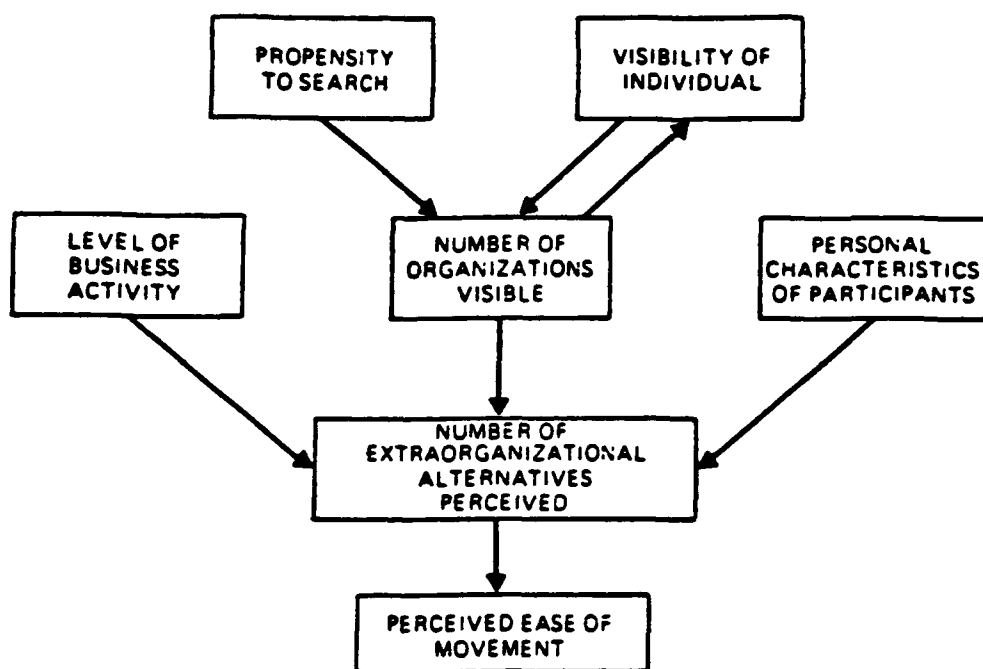 PROPENSITY
TO SEARCH
VISIBILITY OF
INDIVIDUAL
LEVEL OF
BUSINESS
ACTIVITY
NUMBER OF
ORGANIZATIONS
VISIBLE
PERSONAL
CHARACTERISTICS
OF PARTICIPANTS
NUMBER OF
EXTRAORGANIZATIONAL
ALTERNATIVES
PERCEIVED
PERCEIVED EASE OF
MOVEMENT